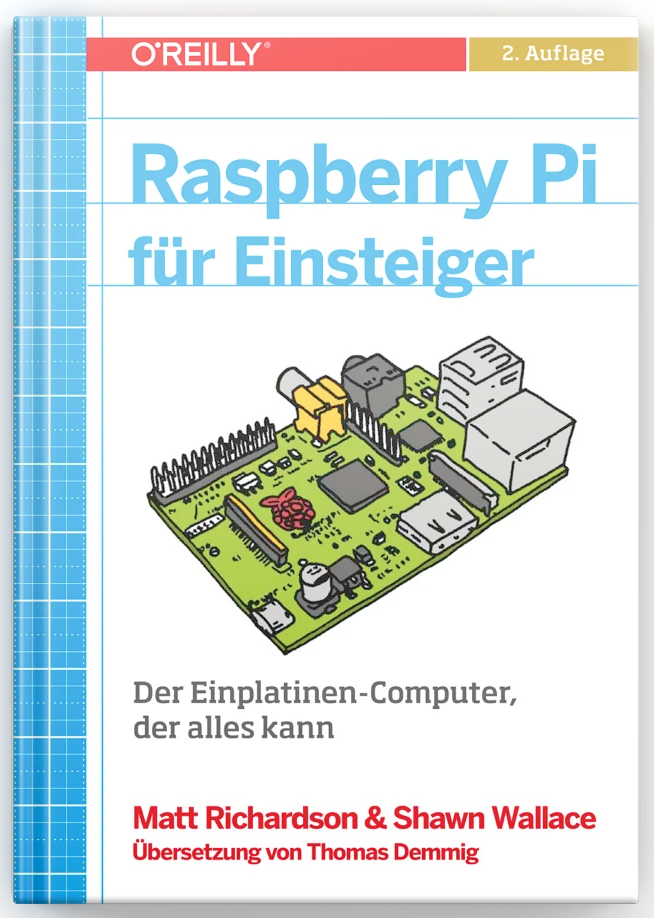 O'REILLY®
2. Auflage
Raspberry Pi
für Einsteiger
Der Einplatinen-Computer,
der alles kann
Matt Richardson & Shawn Wallace
Übersetzung von Thomas Demmig